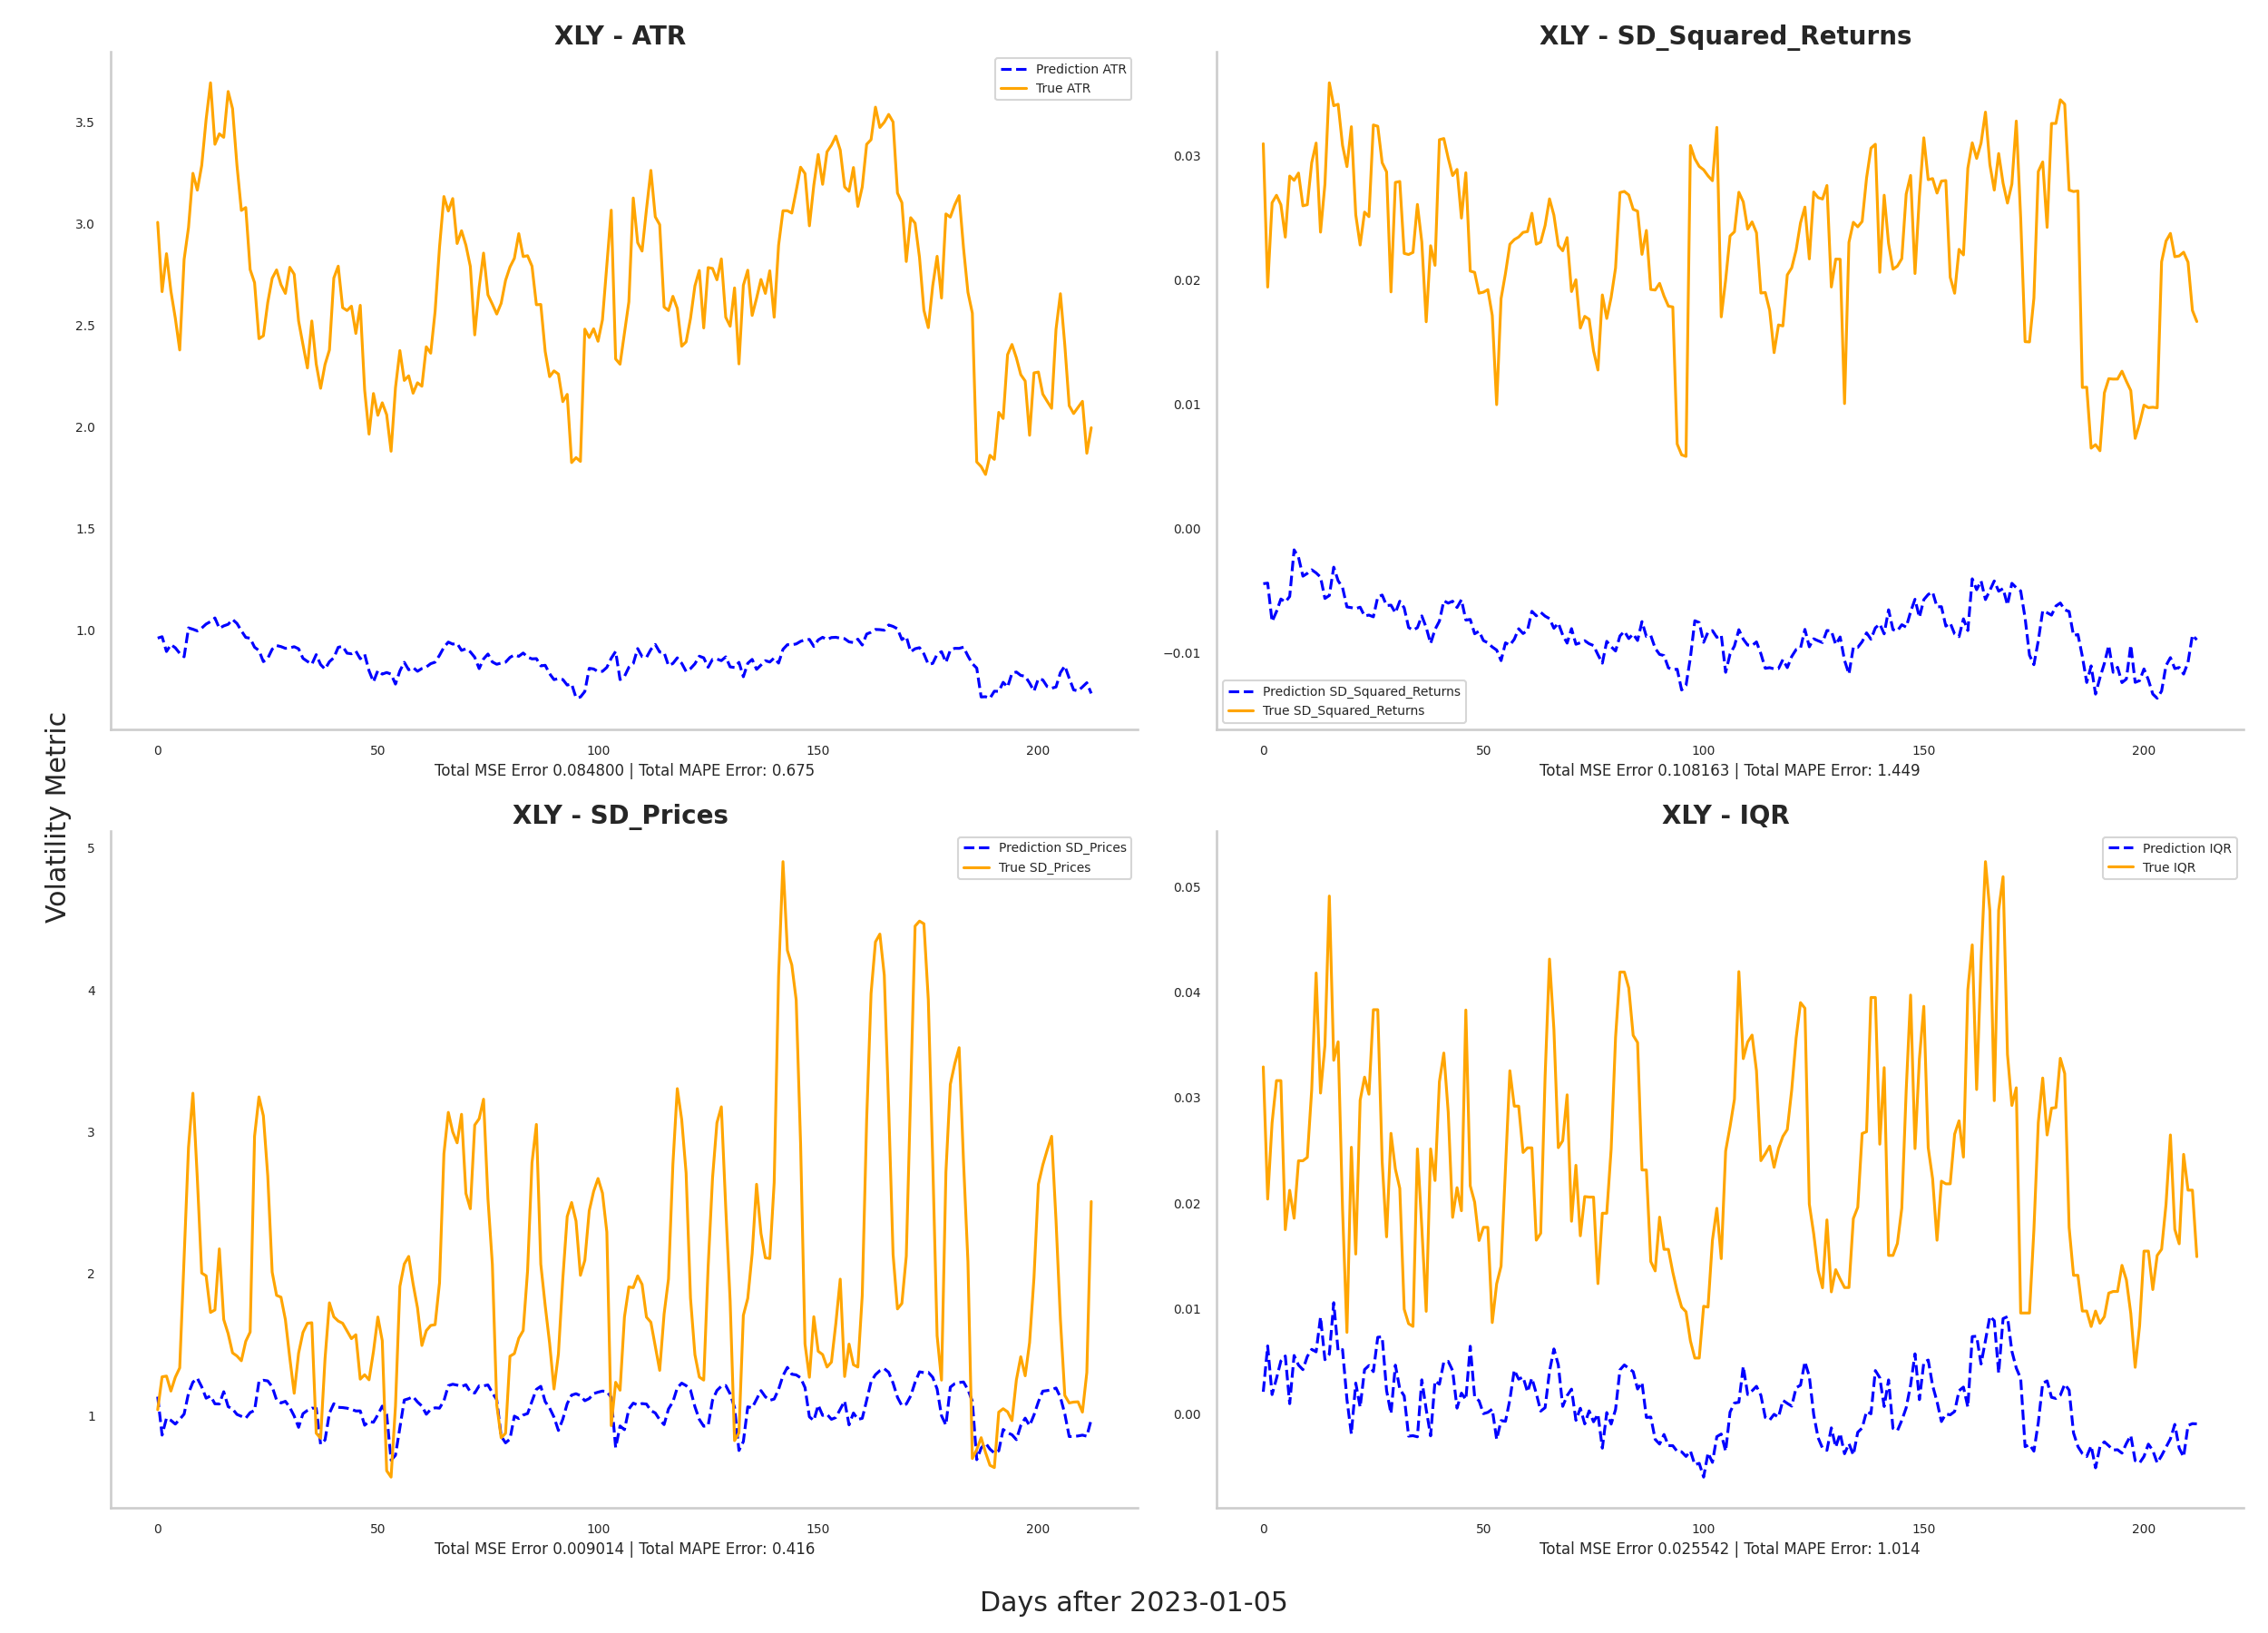 XLY - ATR
Prediction ATR
True ATR
3.5
3.0
2.5
2.0
1.5
1.0
0
50
100
150
200
Total MSE Error 0.084800 | Total MAPE Error: 0.675
XLY - SD_Squared_Returns
0.03
0.02
0.01
0.00
−0.01
Prediction SD_Squared_Returns
True SD_Squared_Returns
0
50
100
150
200
Total MSE Error 0.108163 | Total MAPE Error: 1.449
Volatility Metric
XLY - SD_Prices
Prediction SD_Prices
True SD_Prices
5
4
3
2
1
0
50
100
150
200
Total MSE Error 0.009014 | Total MAPE Error: 0.416
XLY - IQR
Prediction IQR
True IQR
0.05
0.04
0.03
0.02
0.01
0.00
0
50
100
150
200
Total MSE Error 0.025542 | Total MAPE Error: 1.014
Days after 2023-01-05